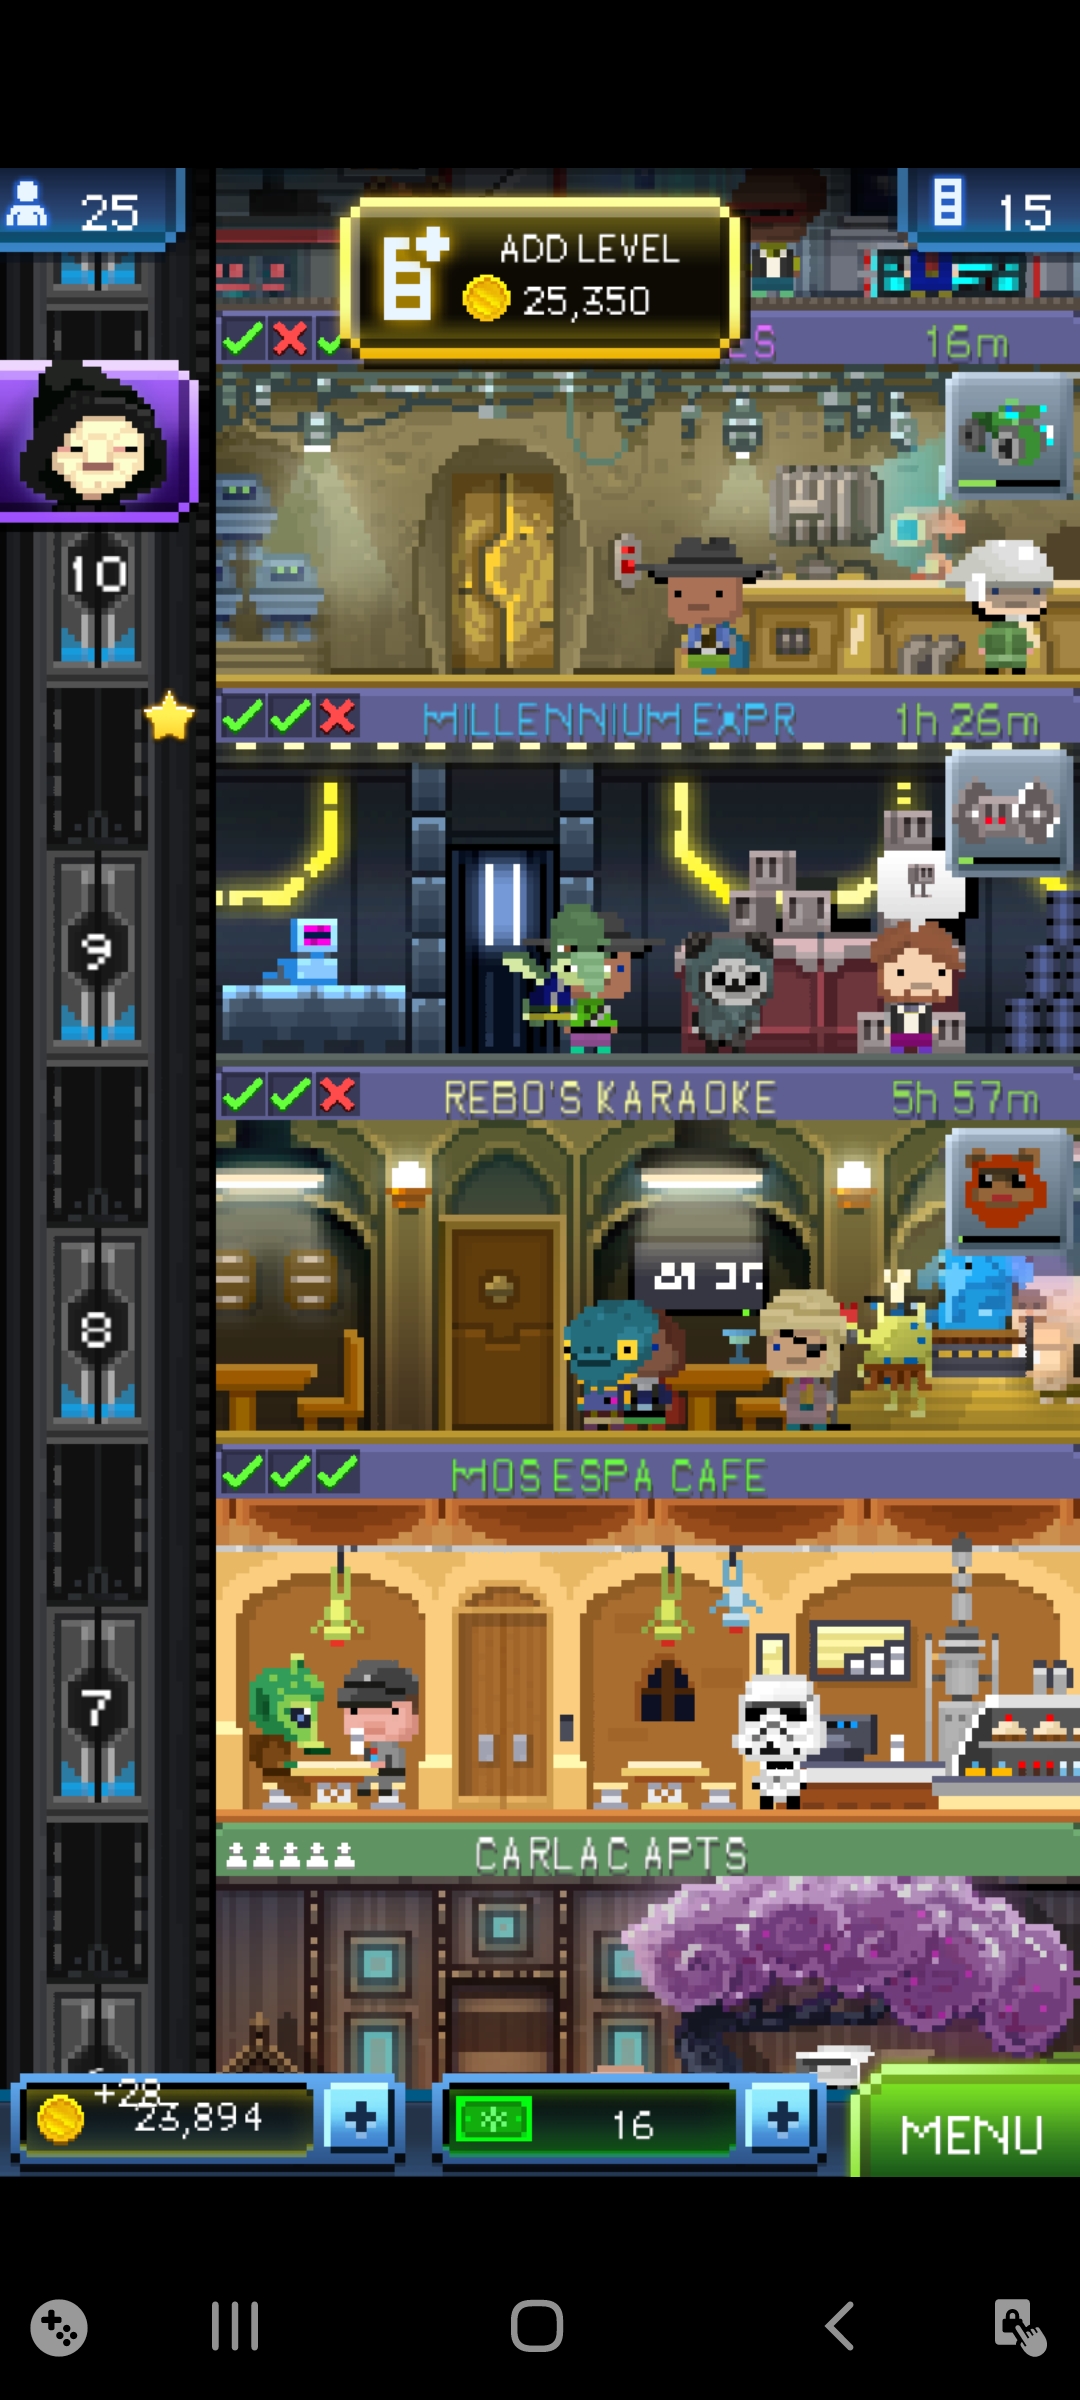 25
15
ADD LEVEL
25,350
16m
10
MILLENNIUM EXPR
1h 26m
9
REBO'S KARAOKE
5h 57m
8
MOS ESPA CAFE
7
CARLAC APTS
+28
23,894
16
MENU